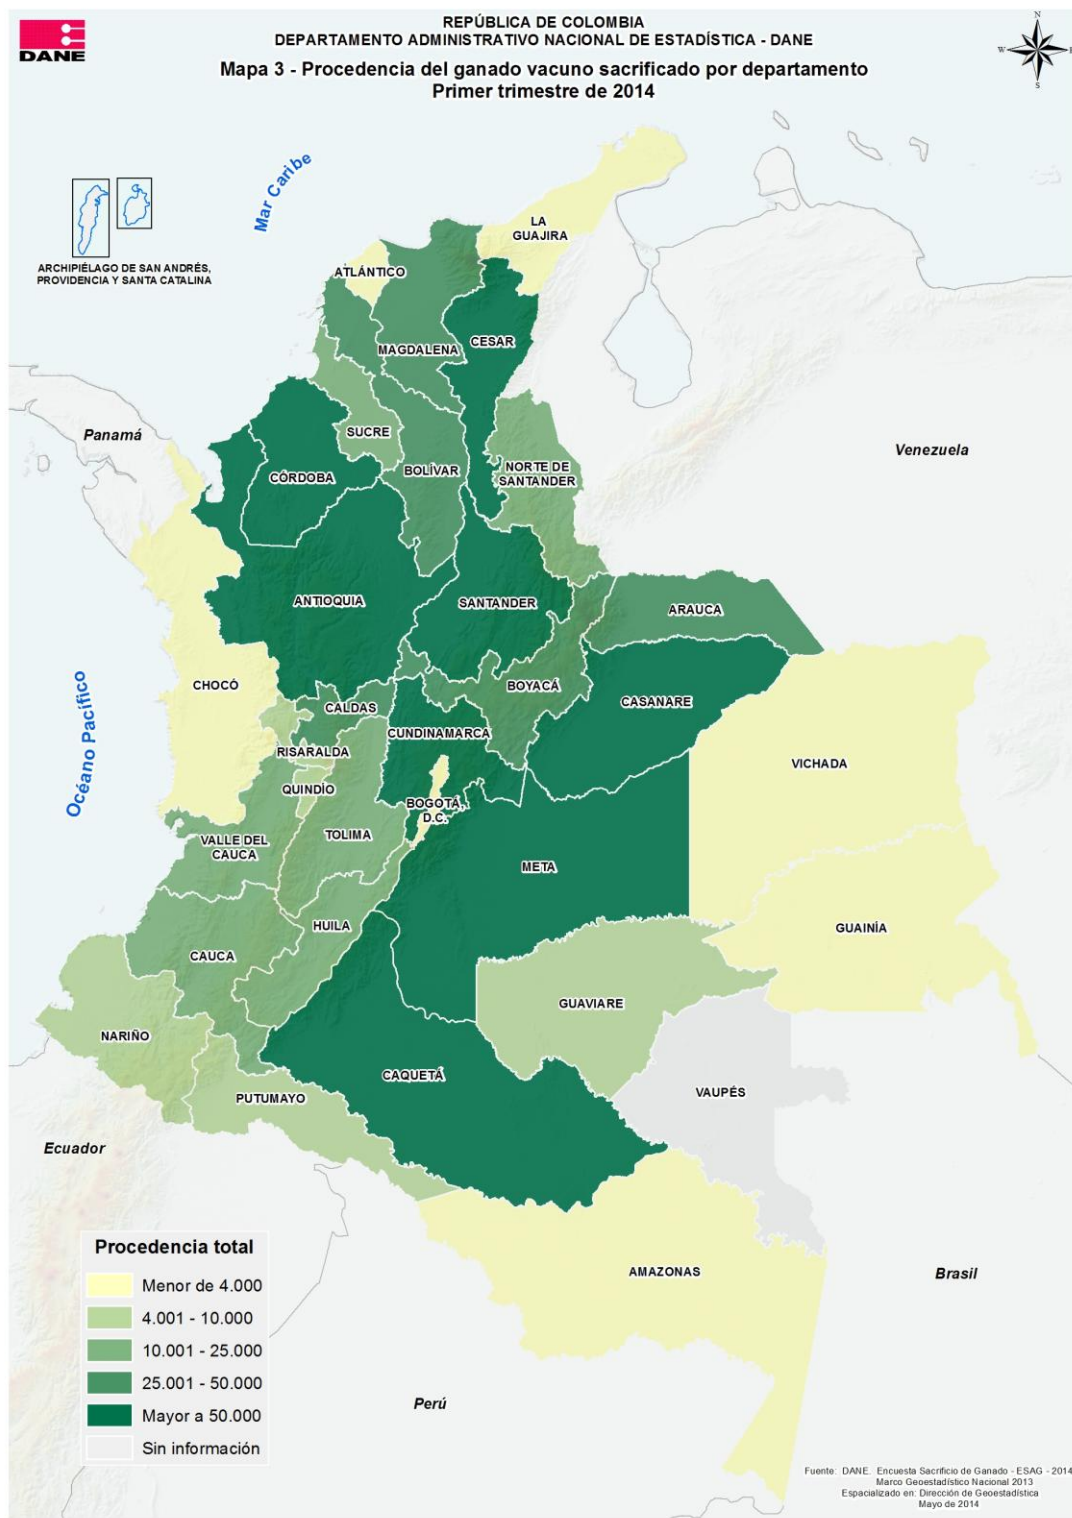 REPÚBLICA DE COLOMBIA
DEPARTAMENTO ADMINISTRATIVO NACIONAL DE ESTADÍSTICA - DANE
DANE
Mapa 3 - Procedencia del ganado vacuno sacrificado por departamento
Primer trimestre de 2014
N
W
E
S
Mar Caribe
ARCHIPIÉLAGO DE SAN ANDRÉS,
PROVIDENCIA Y SANTA CATALINA
LA
GUAJIRA
ATLÁNTICO
MAGDALENA
CESAR
Panamá
SUCRE
Venezuela
BOLÍVAR
CÓRDOBA
NORTE DE
SANTANDER
ANTIOQUIA
SANTANDER
ARAUCA
CHOCÓ
BOYACÁ
CASANARE
CALDAS
CUNDINAMARCA
Océano Pacífico
RISARALDA
VICHADA
QUINDÍO
BOGOTÁ,
D.C.
VALLE DEL
CAUCA
TOLIMA
META
HUILA
GUAINÍA
CAUCA
GUAVIARE
NARIÑO
CAQUETÁ
VAUPÉS
PUTUMAYO
Ecuador
AMAZONAS
Brasil
Perú
Procedencia total
Menor de 4.000
4.001 - 10.000
10.001 - 25.000
25.001 - 50.000
Mayor a 50.000
Sin información
Fuente: DANE. Encuesta Sacrificio de Ganado - ESAG - 2014
Marco Geoestadístico Nacional 2013
Espacializado en: Dirección de Geoestadística
Mayo de 2014